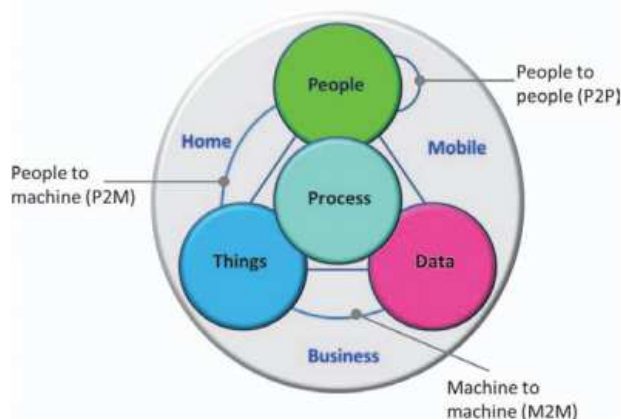 People
People to
people (P2P)
Home
Mobile
People to
machine (P2M)
Process
Things
Data
Business
Machine to
machine (M2M)